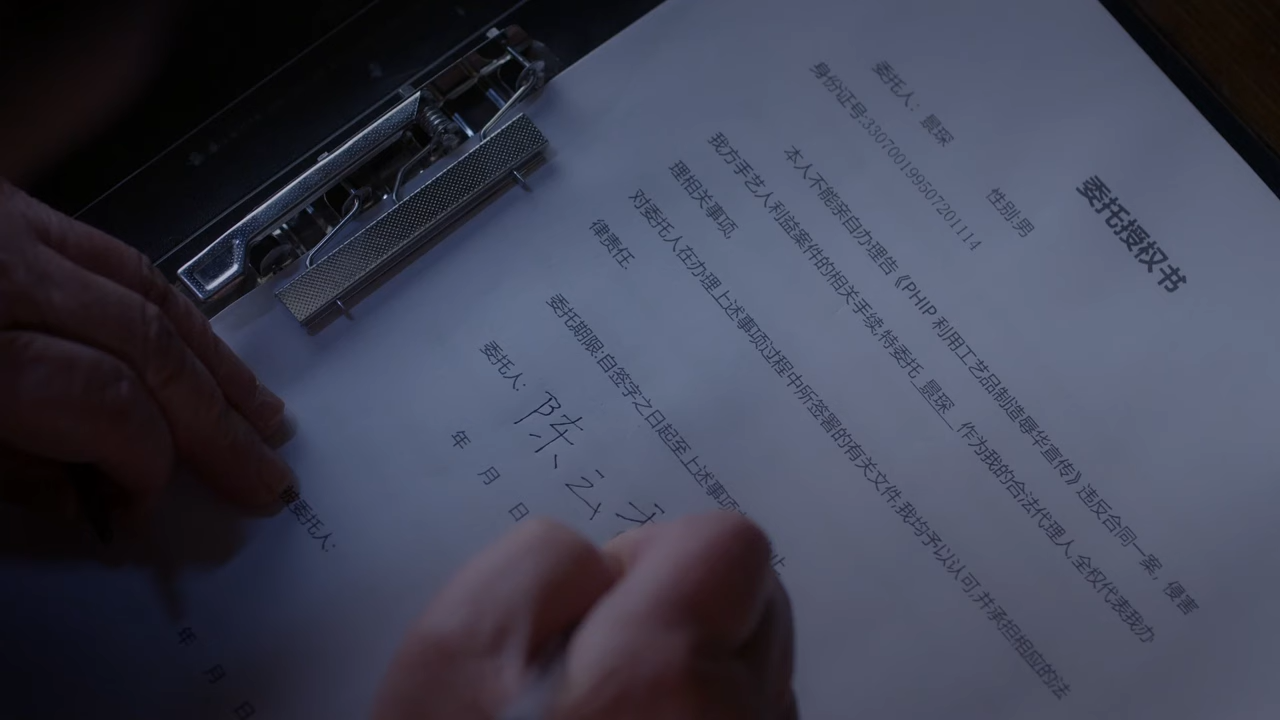 委托授权书
委托人：景琛 性别:男
身份证号:330700199507201114
本人不能亲自办理告《PHIP 利用工艺品制造辱华宣传》违反合同一案，侵害
我方手艺人利益案件的相关手续,特委托 景琛 作为我的合法代理人,全权代表我办
理相关事项.
对委托人在办理上述事项过程中所签署的有关文件,我均予以认可,并承担相应的法
律责任.
委托期限:自签字之日起至上述事项 止
委托人: 陈云
年 月 日
被委托人:
年 月 日